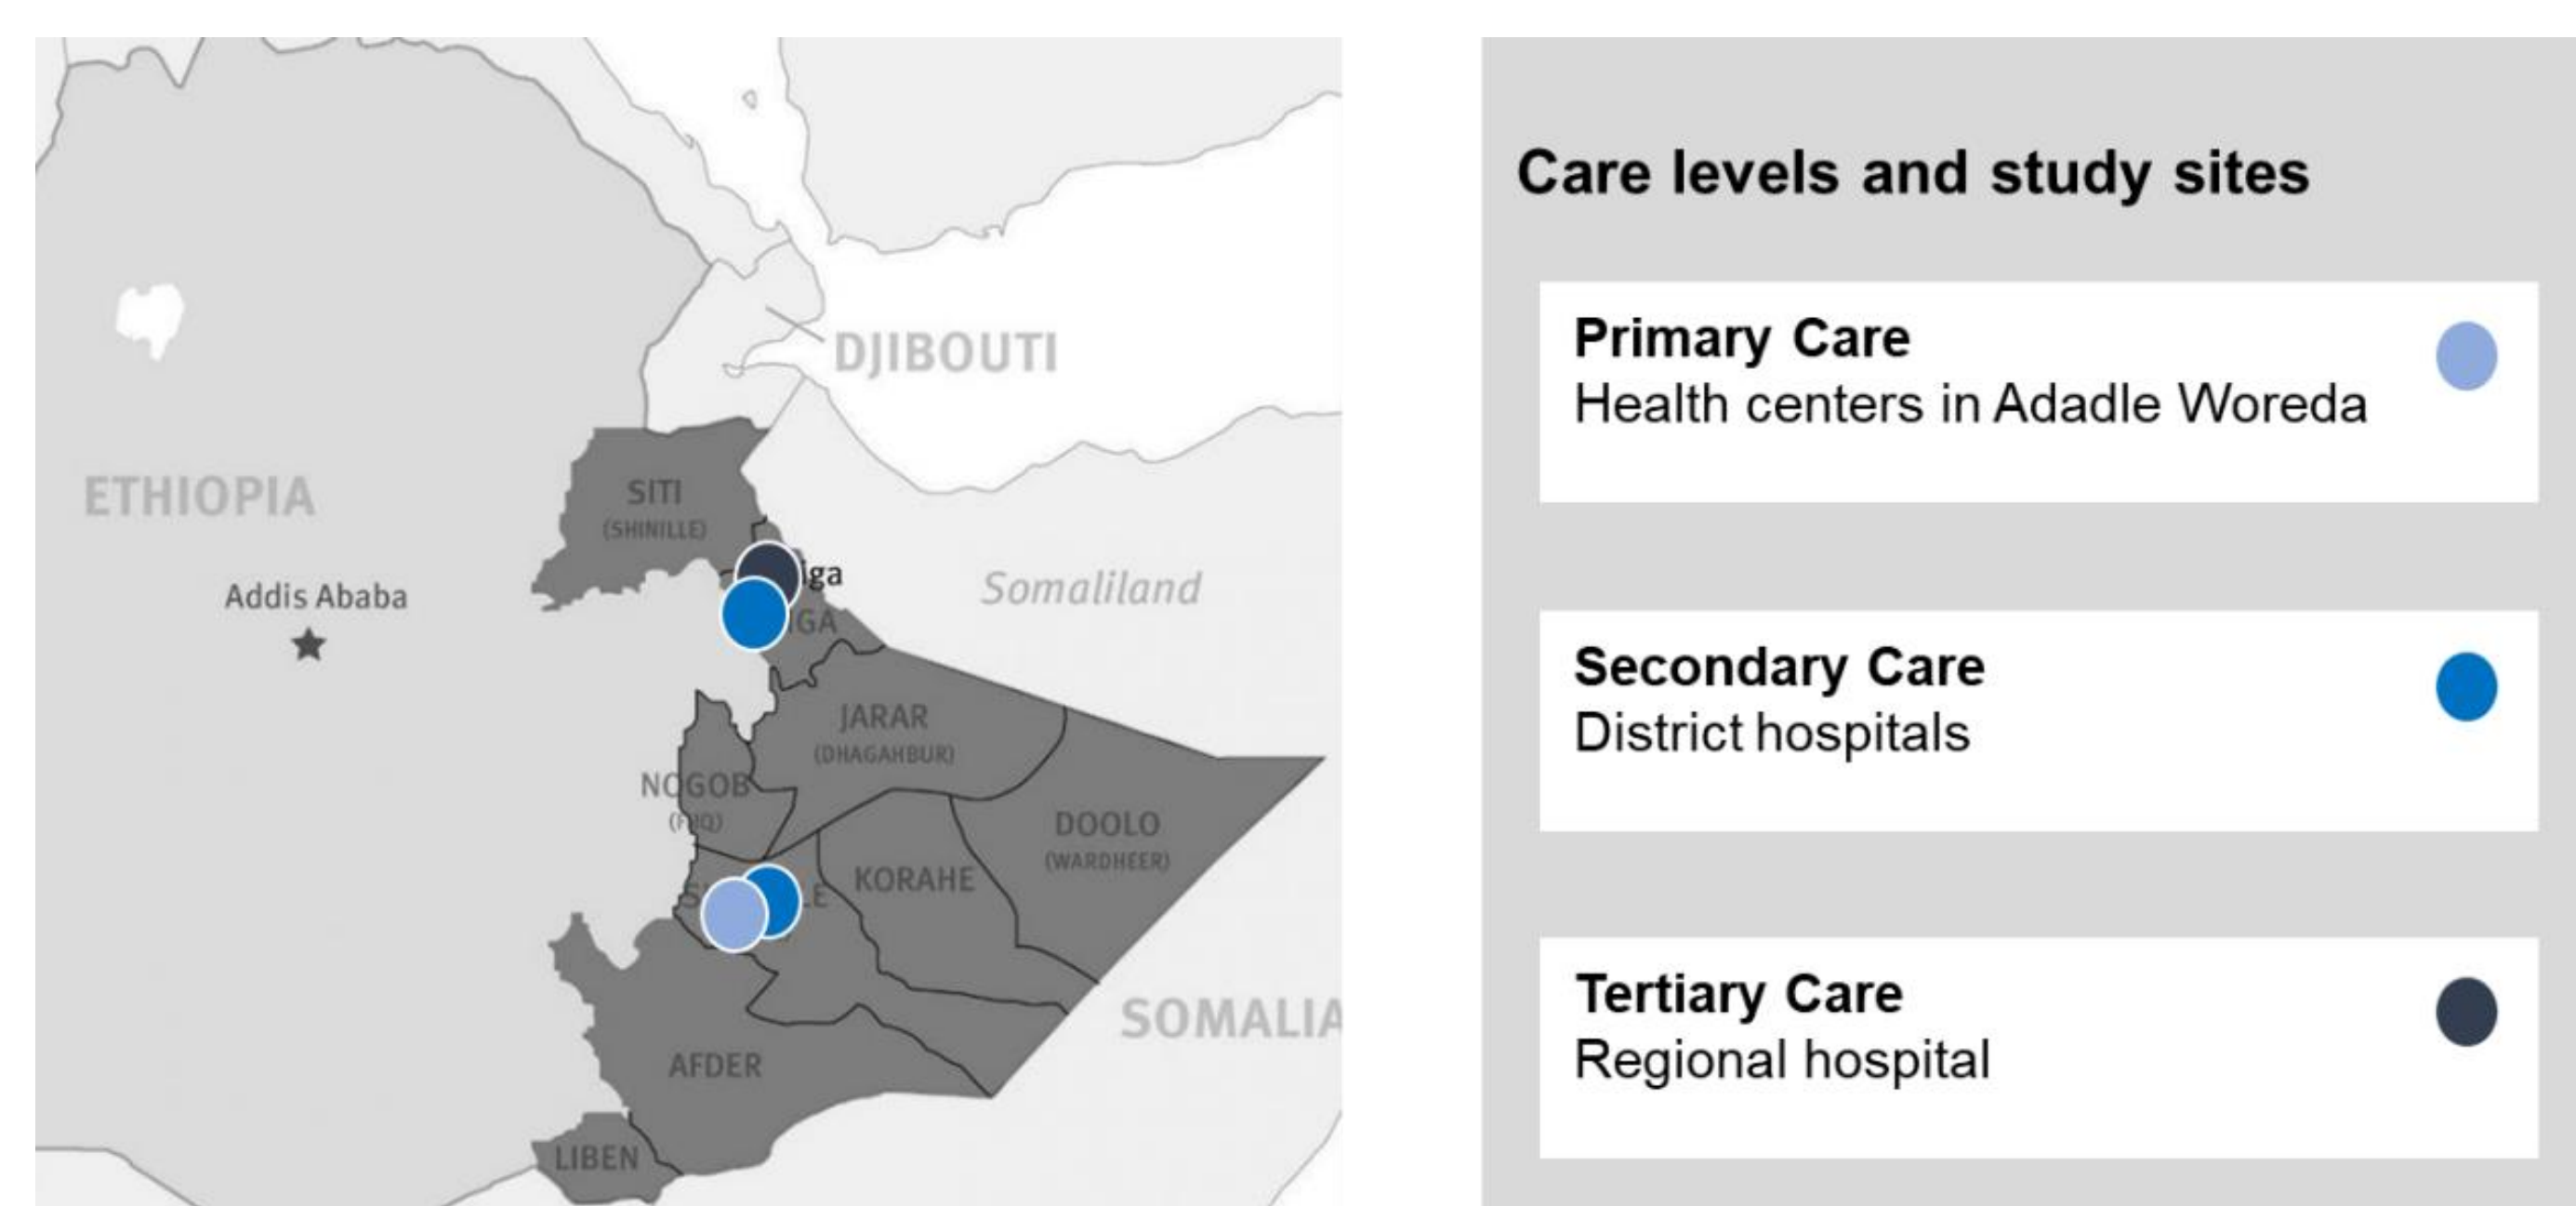 DJIBOUTI
ETHIOPIA
SITI
(SHINILLE)
Addis Ababa
Somaliland
JARAR
(DHAGAHBUR)
NOGOB
DOOLO
(WARDHEER)
KORAHE
SOMALIA
AFDER
LIBEN
Care levels and study sites
Primary Care
Health centers in Adadle Woreda
Secondary Care
District hospitals
Tertiary Care
Regional hospital